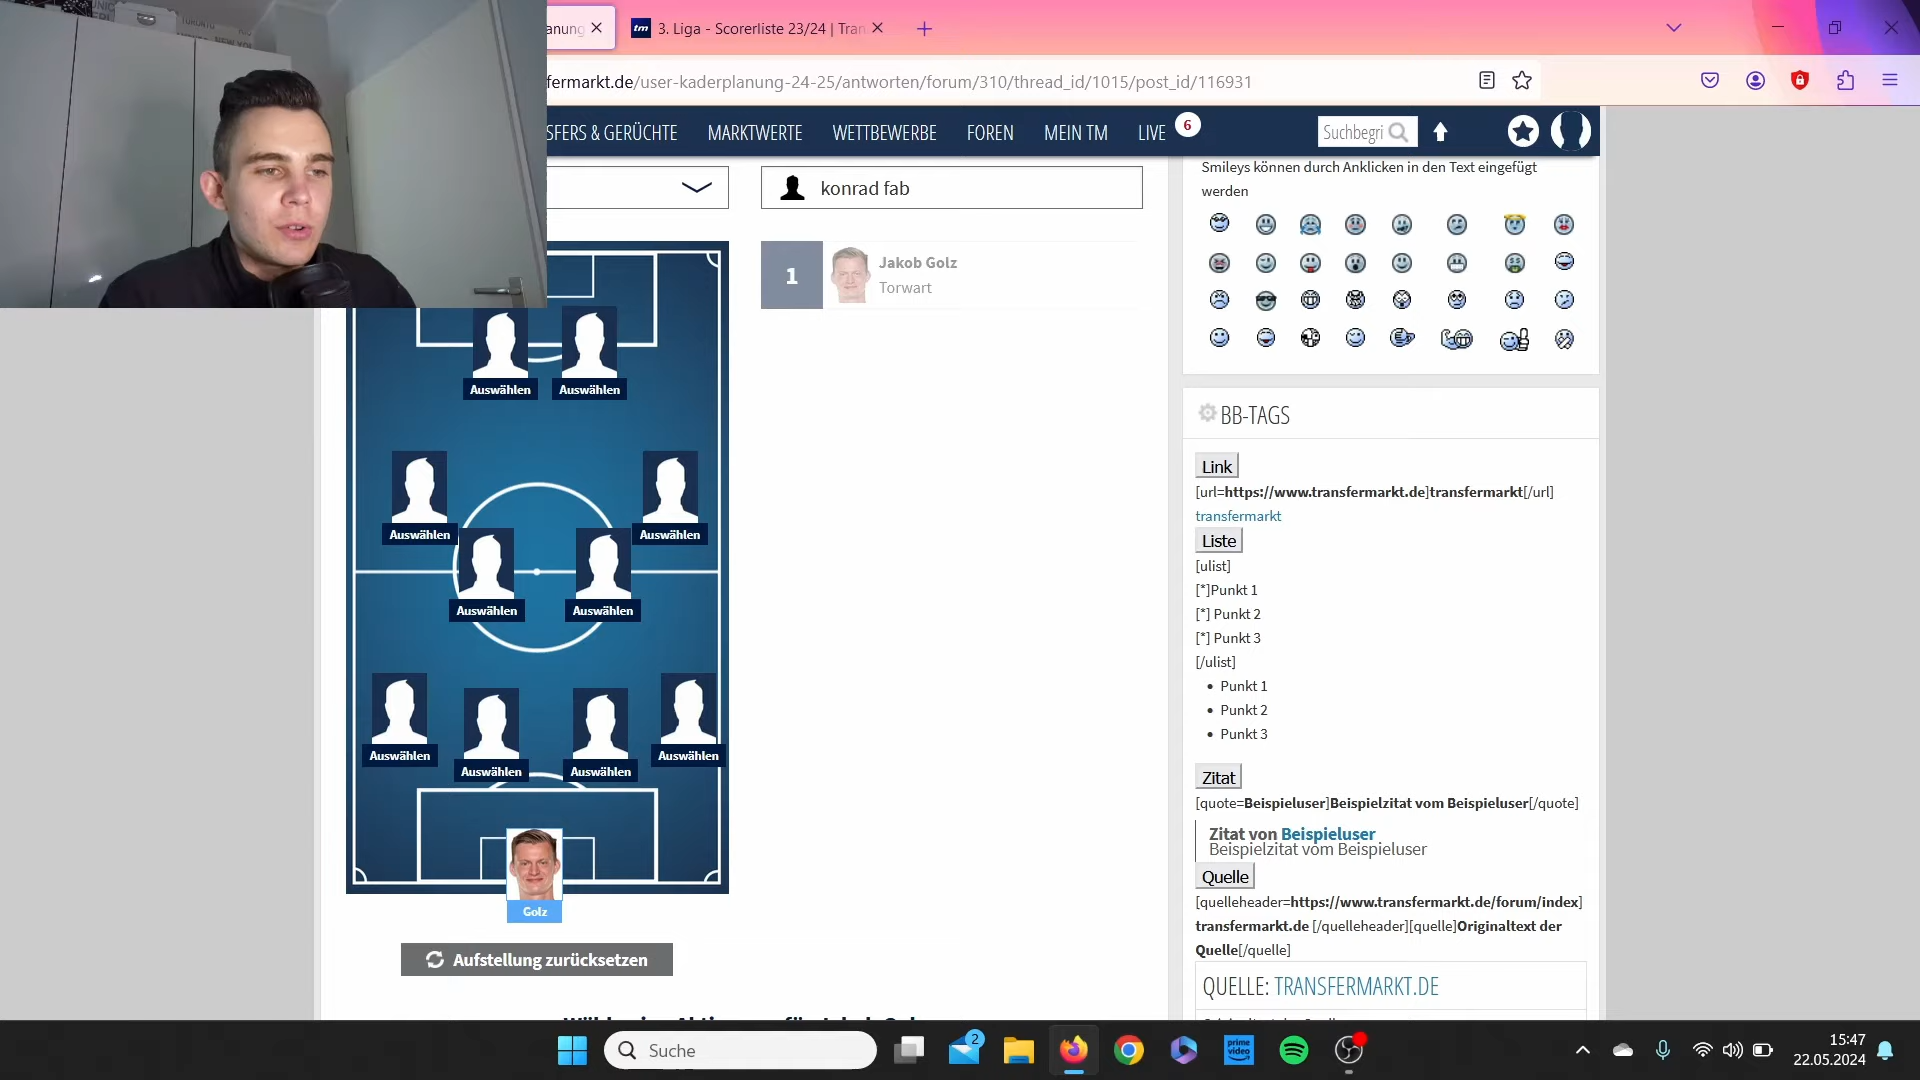 anung
tm 3. Liga - Scorerliste 23/24 | Tran
fermarkt.de/user-kaderplanung-24-25/antworten/forum/310/thread_id/1015/post_id/116931
SFERS & GERÜCHTE MARKTWERTE WETTBEWERBE FOREN MEIN TM LIVE 6
Suchbegri
konrad fab
1
Jakob Golz
Torwart
Auswählen Auswählen
Auswählen Auswählen
Auswählen Auswählen
Auswählen Auswählen
Auswählen Auswählen
Golz
Aufstellung zurücksetzen
Smileys können durch Anklicken in den Text eingefügt
werden
BB-TAGS
Link
[url=https://www.transfermarkt.de]transfermarkt[/url]
transfermarkt
Liste
[ulist]
[*]Punkt 1
[*] Punkt 2
[*] Punkt 3
[/ulist]
• Punkt 1
• Punkt 2
• Punkt 3
Zitat
[quote=Beispieluser]Beispielzitat vom Beispieluser[/quote]
Zitat von Beispieluser
Beispielzitat vom Beispieluser
Quelle
[quelleheader=https://www.transfermarkt.de/forum/index]
transfermarkt.de [/quelleheader][quelle]Originaltext der
Quelle[/quelle]
QUELLE: TRANSFERMARKT.DE
Suche
2
prime
video
15:47
22.05.2024